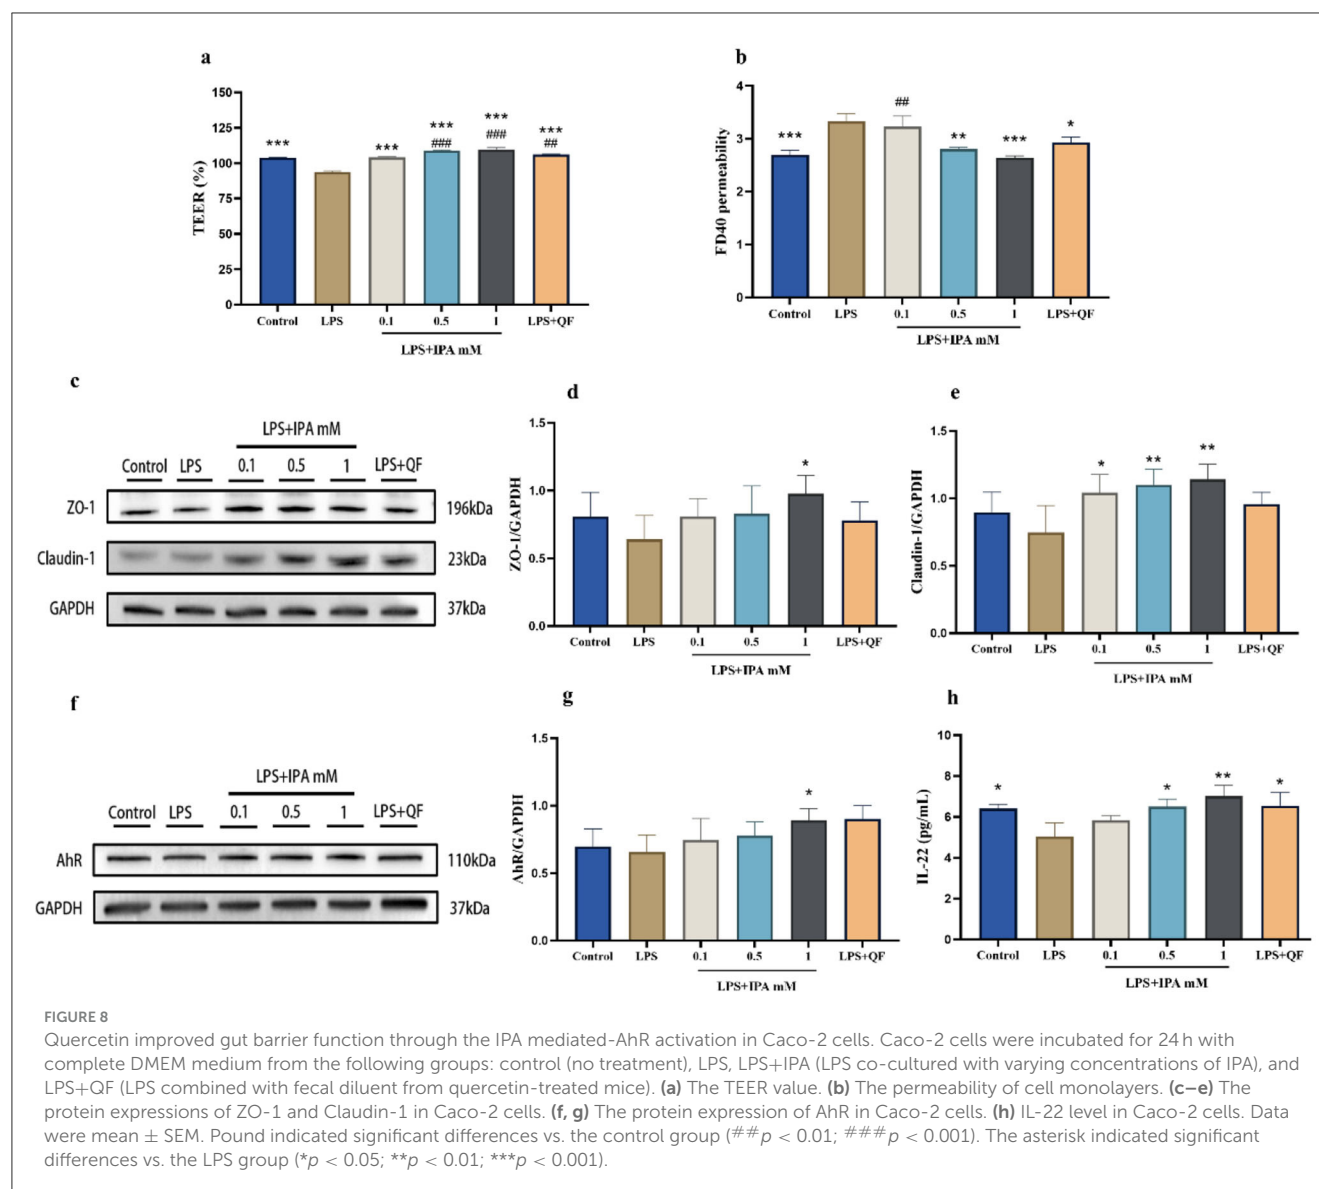 a
150
125
100
75
50
25
0
TEER (%)
***
***
***
###
***
###
***
##
Control LPS 0.1 0.5 1 LPS+QF
LPS+IPA mM
b
4
3
2
1
0
FD40 permeability
***
##
**
***
*
Control LPS 0.1 0.5 1 LPS+QF
LPS+IPA mM
c
LPS+IPA mM
Control LPS 0.1 0.5 1 LPS+QF
ZO-1 196kDa
Claudin-1 23kDa
GAPDH 37kDa
d
1.5
1.0
0.5
0.0
ZO-1/GAPDH
*
Control LPS 0.1 0.5 1 LPS+QF
LPS+IPA mM
e
1.5
1.0
0.5
0.0
Claudin-1/GAPDH
*
**
**
Control LPS 0.1 0.5 1 LPS+QF
LPS+IPA mM
f
LPS+IPA mM
Control LPS 0.1 0.5 1 LPS+QF
AhR 110kDa
GAPDH 37kDa
g
1.5
1.0
0.5
0.0
AhR/GAPDH
*
Control LPS 0.1 0.5 1 LPS+QF
LPS+IPA mM
h
10
8
6
4
2
0
IL-22 (pg/mL)
*
*
**
*
Control LPS 0.1 0.5 1 LPS+QF
LPS+IPA mM
FIGURE 8
Quercetin improved gut barrier function through the IPA mediated-AhR activation in Caco-2 cells. Caco-2 cells were incubated for 24 h with
complete DMEM medium from the following groups: control (no treatment), LPS, LPS+IPA (LPS co-cultured with varying concentrations of IPA), and
LPS+QF (LPS combined with fecal diluent from quercetin-treated mice). (a) The TEER value. (b) The permeability of cell monolayers. (c–e) The
protein expressions of ZO-1 and Claudin-1 in Caco-2 cells. (f, g) The protein expression of AhR in Caco-2 cells. (h) IL-22 level in Caco-2 cells. Data
were mean ± SEM. Pound indicated significant differences vs. the control group (##p < 0.01; ###p < 0.001). The asterisk indicated significant
differences vs. the LPS group (*p < 0.05; **p < 0.01; ***p < 0.001).